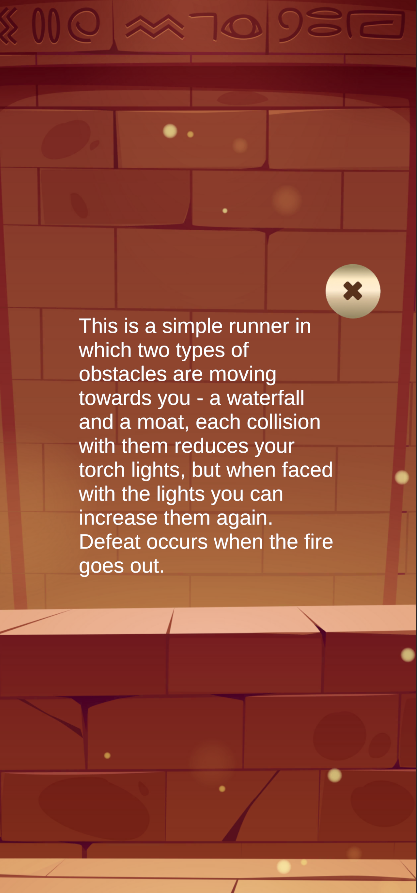 This is a simple runner in
which two types of
obstacles are moving
towards you - a waterfall
and a moat, each collision
with them reduces your
torch lights, but when faced
with the lights you can
increase them again.
Defeat occurs when the fire
goes out.